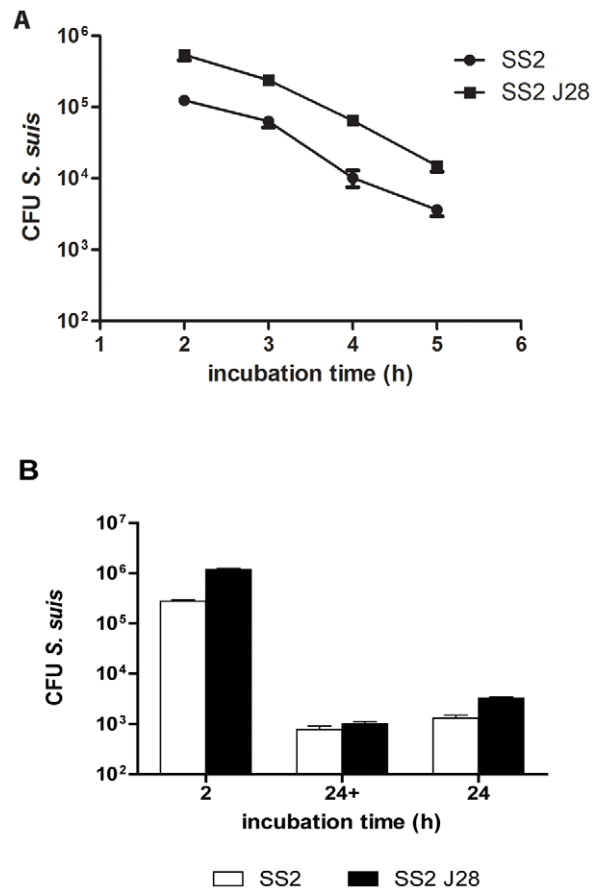 A
10⁶
10⁵
10⁴
10³
10²
CFU S. suis
1 2 3 4 5 6
incubation time (h)
SS2
SS2 J28
B
10⁷
10⁶
10⁵
10⁴
10³
10²
CFU S. suis
2 24+ 24
incubation time (h)
SS2 SS2 J28